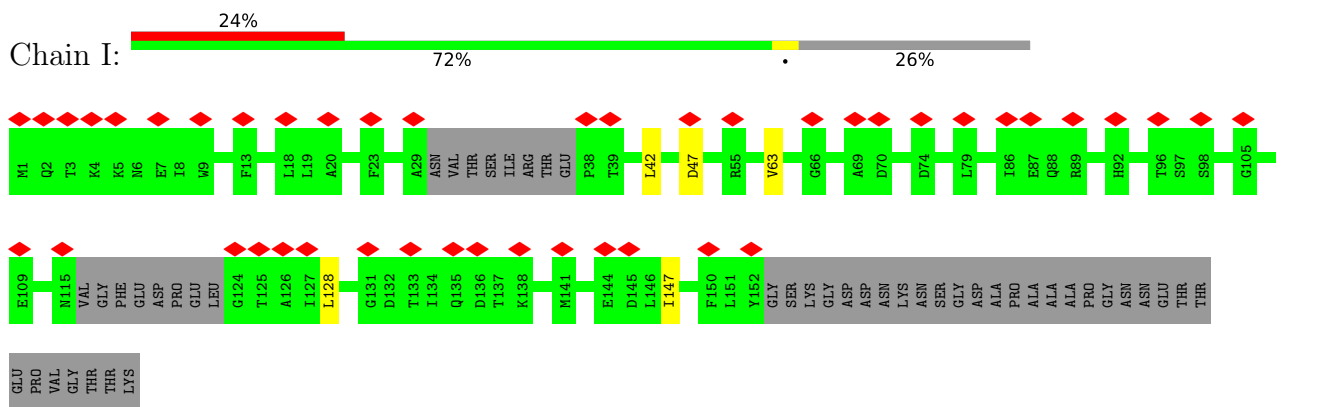 24%
Chain I:
72% • 26%
M1 Q2 T3 K4 K5 N6 E7 I8 W9 F13 L18 L19 A20 F23 A29 ASN VAL THR SER ILE ARG THR GLU P38 T39 L42 D47 R55 V63 G66 A69 D70 D74 L79 I86 E87 Q88 R89 H92 T96 S97 S98 G105
E109 N115 VAL GLY PHE GLU ASP PRO GLU LEU G124 T125 A126 I127 L128 G131 D132 T133 I134 Q135 D136 T137 K138 M141 E144 D145 L146 I147 F150 L151 Y152 GLY SER LYS GLY ASP ASP ASN LYS ASN SER GLY ASP ALA PRO ALA ALA ALA PRO GLY ASN ASN GLU THR THR
GLU PRO VAL GLY THR THR LYS